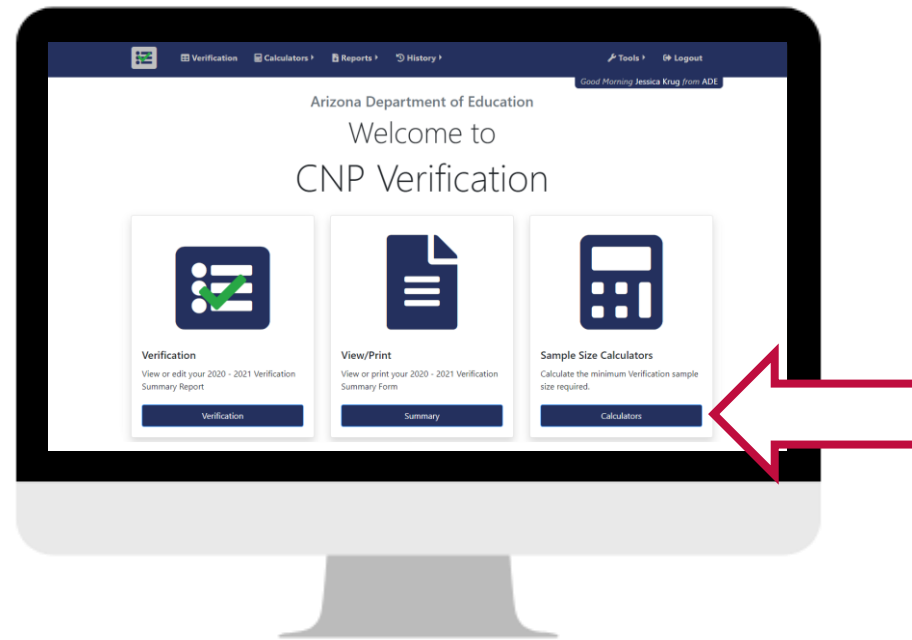 Verification Calculators Reports History Tools Logout
Good Morning Jessica Krug from ADE
Arizona Department of Education
Welcome to
CNP Verification
Verification
View or edit your 2020 - 2021 Verification
Summary Report
Verification
View/Print
View or print your 2020 - 2021 Verification
Summary Form
Summary
Sample Size Calculators
Calculate the minimum Verification sample
size required.
Calculators